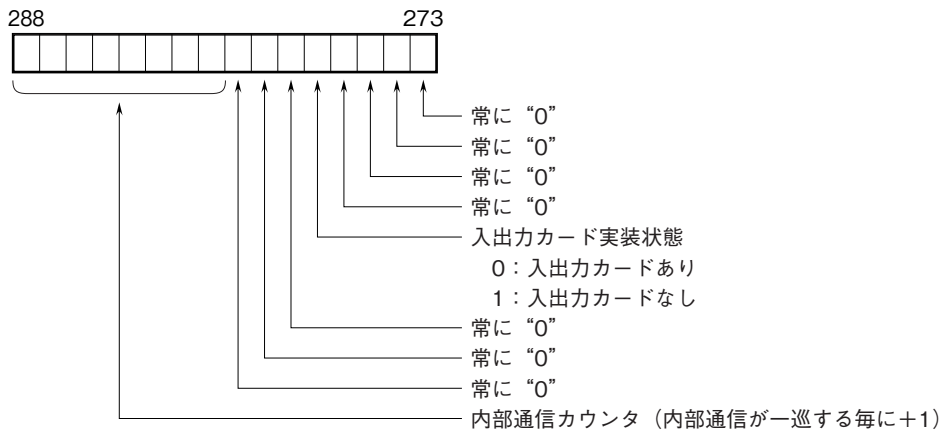 288 273
常に“0”
常に“0”
常に“0”
常に“0”
入出力カード実装状態
0：入出力カードあり
1：入出力カードなし
常に“0”
常に“0”
常に“0”
内部通信カウンタ（内部通信が一巡する毎に＋1）